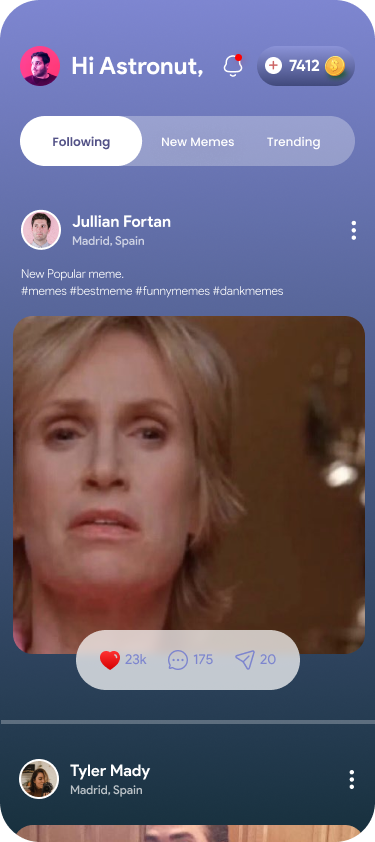 Hi Astronut,
7412
Following
New Memes
Trending
Jullian Fortan
Madrid, Spain
New Popular meme.
#memes #bestmeme #funnymemes #dankmemes
23k
175
20
Tyler Mady
Madrid, Spain